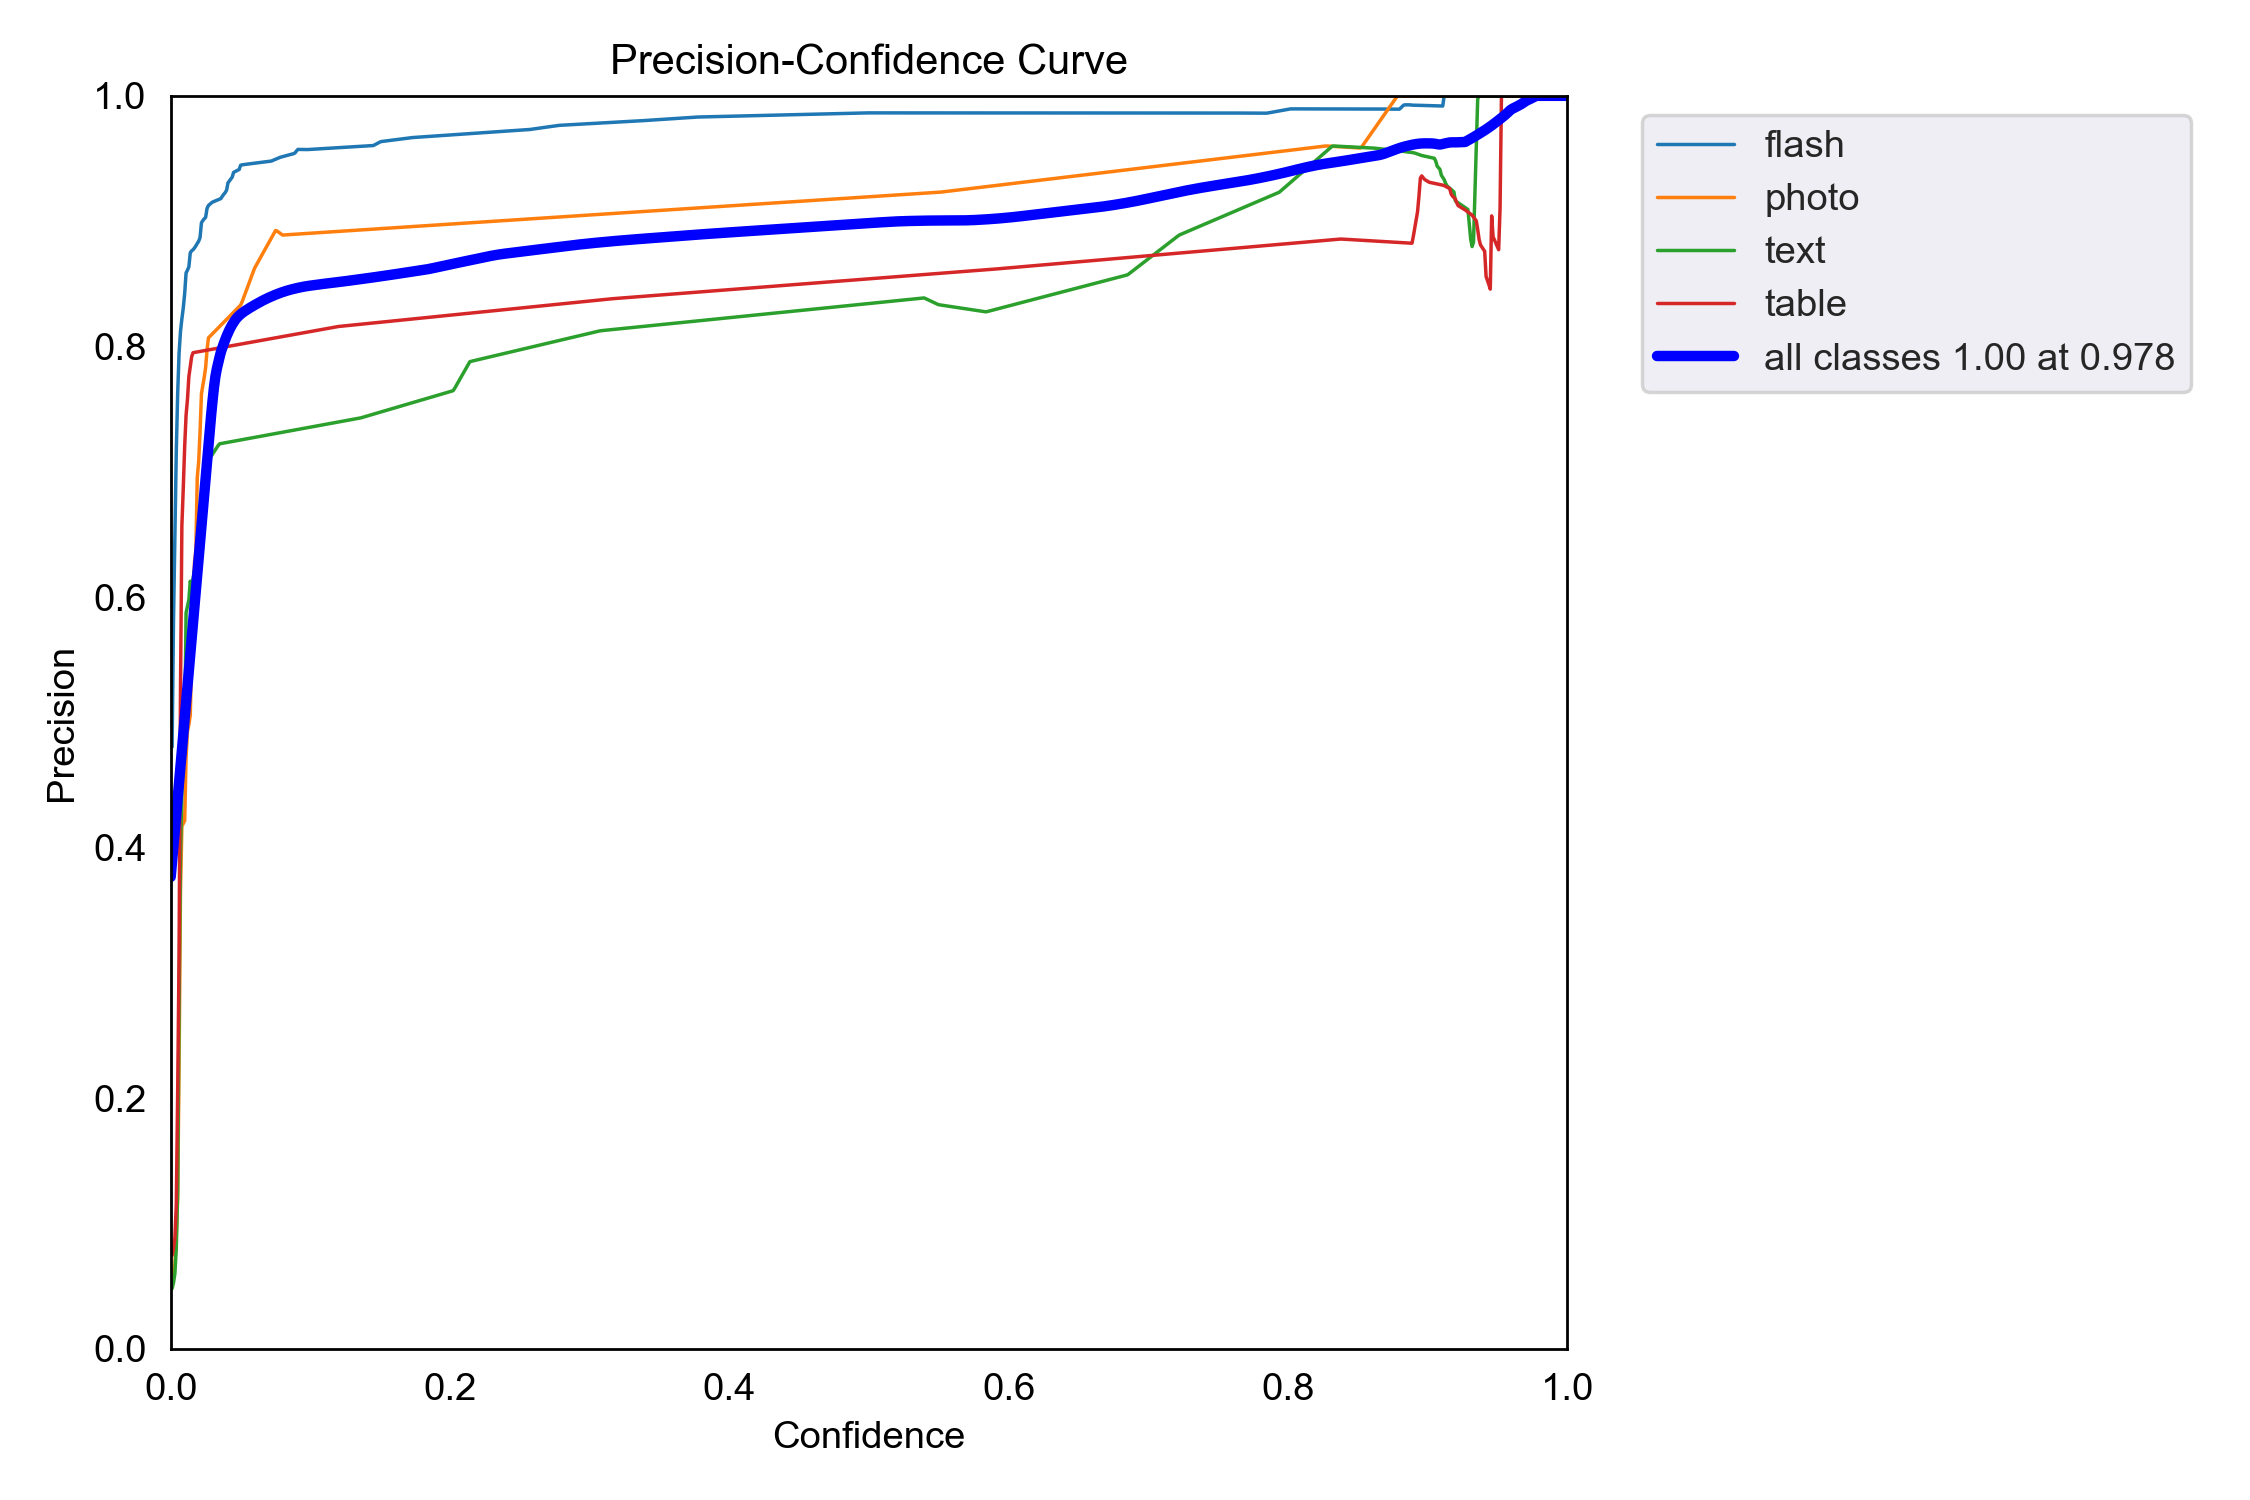 Precision-Confidence Curve
1.0
0.8
0.6
0.4
0.2
0.0
Precision
0.0 0.2 0.4 0.6 0.8 1.0
Confidence
flash
photo
text
table
all classes 1.00 at 0.978